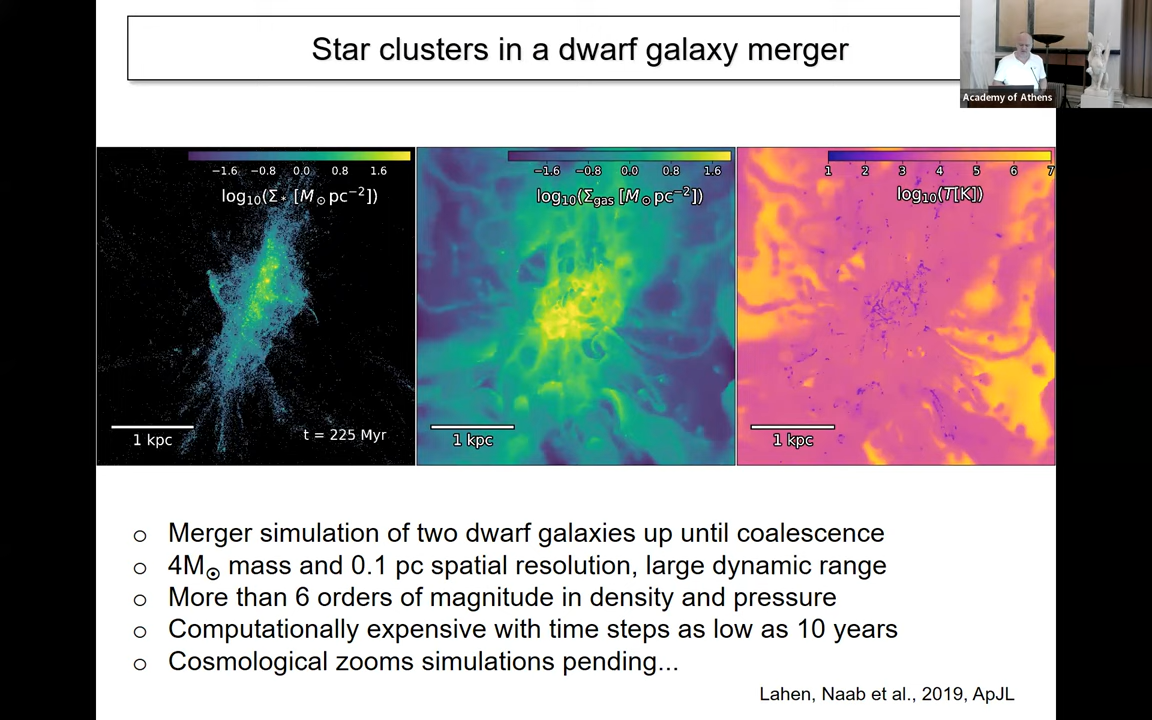 Star clusters in a dwarf galaxy merger
Academy of Athens
−1.6 −0.8 0.0 0.8 1.6
log₁₀(Σ⁎ [M⊙pc⁻²])
1 kpc
t = 225 Myr
−1.6 −0.8 0.0 0.8 1.6
log₁₀(Σgas [M⊙pc⁻²])
1 kpc
1 2 3 4 5 6 7
log₁₀(T[K])
1 kpc
○ Merger simulation of two dwarf galaxies up until coalescence
○ 4M⊙ mass and 0.1 pc spatial resolution, large dynamic range
○ More than 6 orders of magnitude in density and pressure
○ Computationally expensive with time steps as low as 10 years
○ Cosmological zooms simulations pending...
Lahen, Naab et al., 2019, ApJL